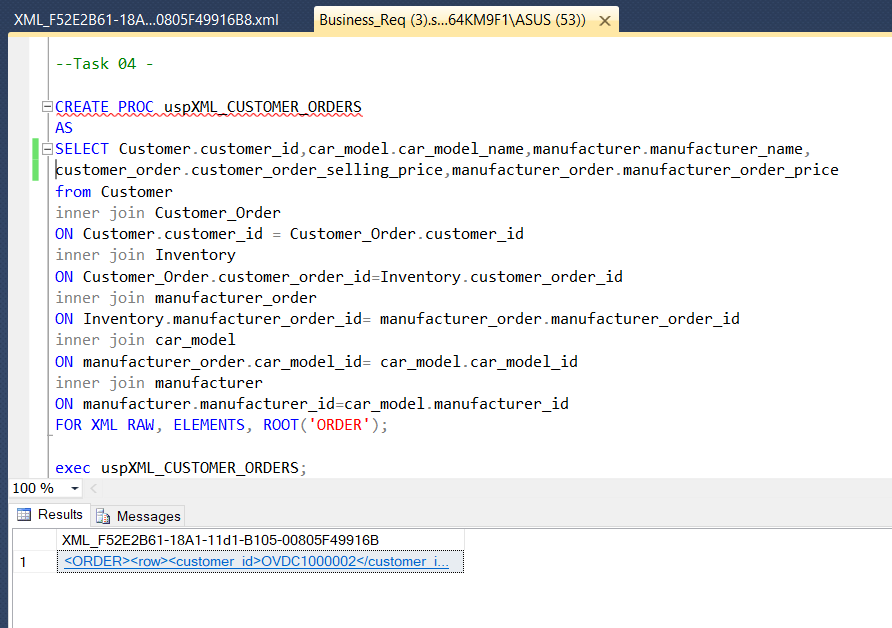 XML_F52E2B61-18A...0805F49916B8.xml
Business_Req (3).s...64KM9F1\ASUS (53))
--Task 04 -
CREATE PROC uspXML_CUSTOMER_ORDERS
AS
SELECT Customer.customer_id,car_model.car_model_name,manufacturer.manufacturer_name,
customer_order.customer_order_selling_price,manufacturer_order.manufacturer_order_price
from Customer
inner join Customer_Order
ON Customer.customer_id = Customer_Order.customer_id
inner join Inventory
ON Customer_Order.customer_order_id=Inventory.customer_order_id
inner join manufacturer_order
ON Inventory.manufacturer_order_id= manufacturer_order.manufacturer_order_id
inner join car_model
ON manufacturer_order.car_model_id= car_model.car_model_id
inner join manufacturer
ON manufacturer.manufacturer_id=car_model.manufacturer_id
FOR XML RAW, ELEMENTS, ROOT('ORDER');
exec uspXML_CUSTOMER_ORDERS;
100 %
Results Messages
XML_F52E2B61-18A1-11d1-B105-00805F49916B
1 <ORDER><row><customer_id>OVDC1000002</customer_i...